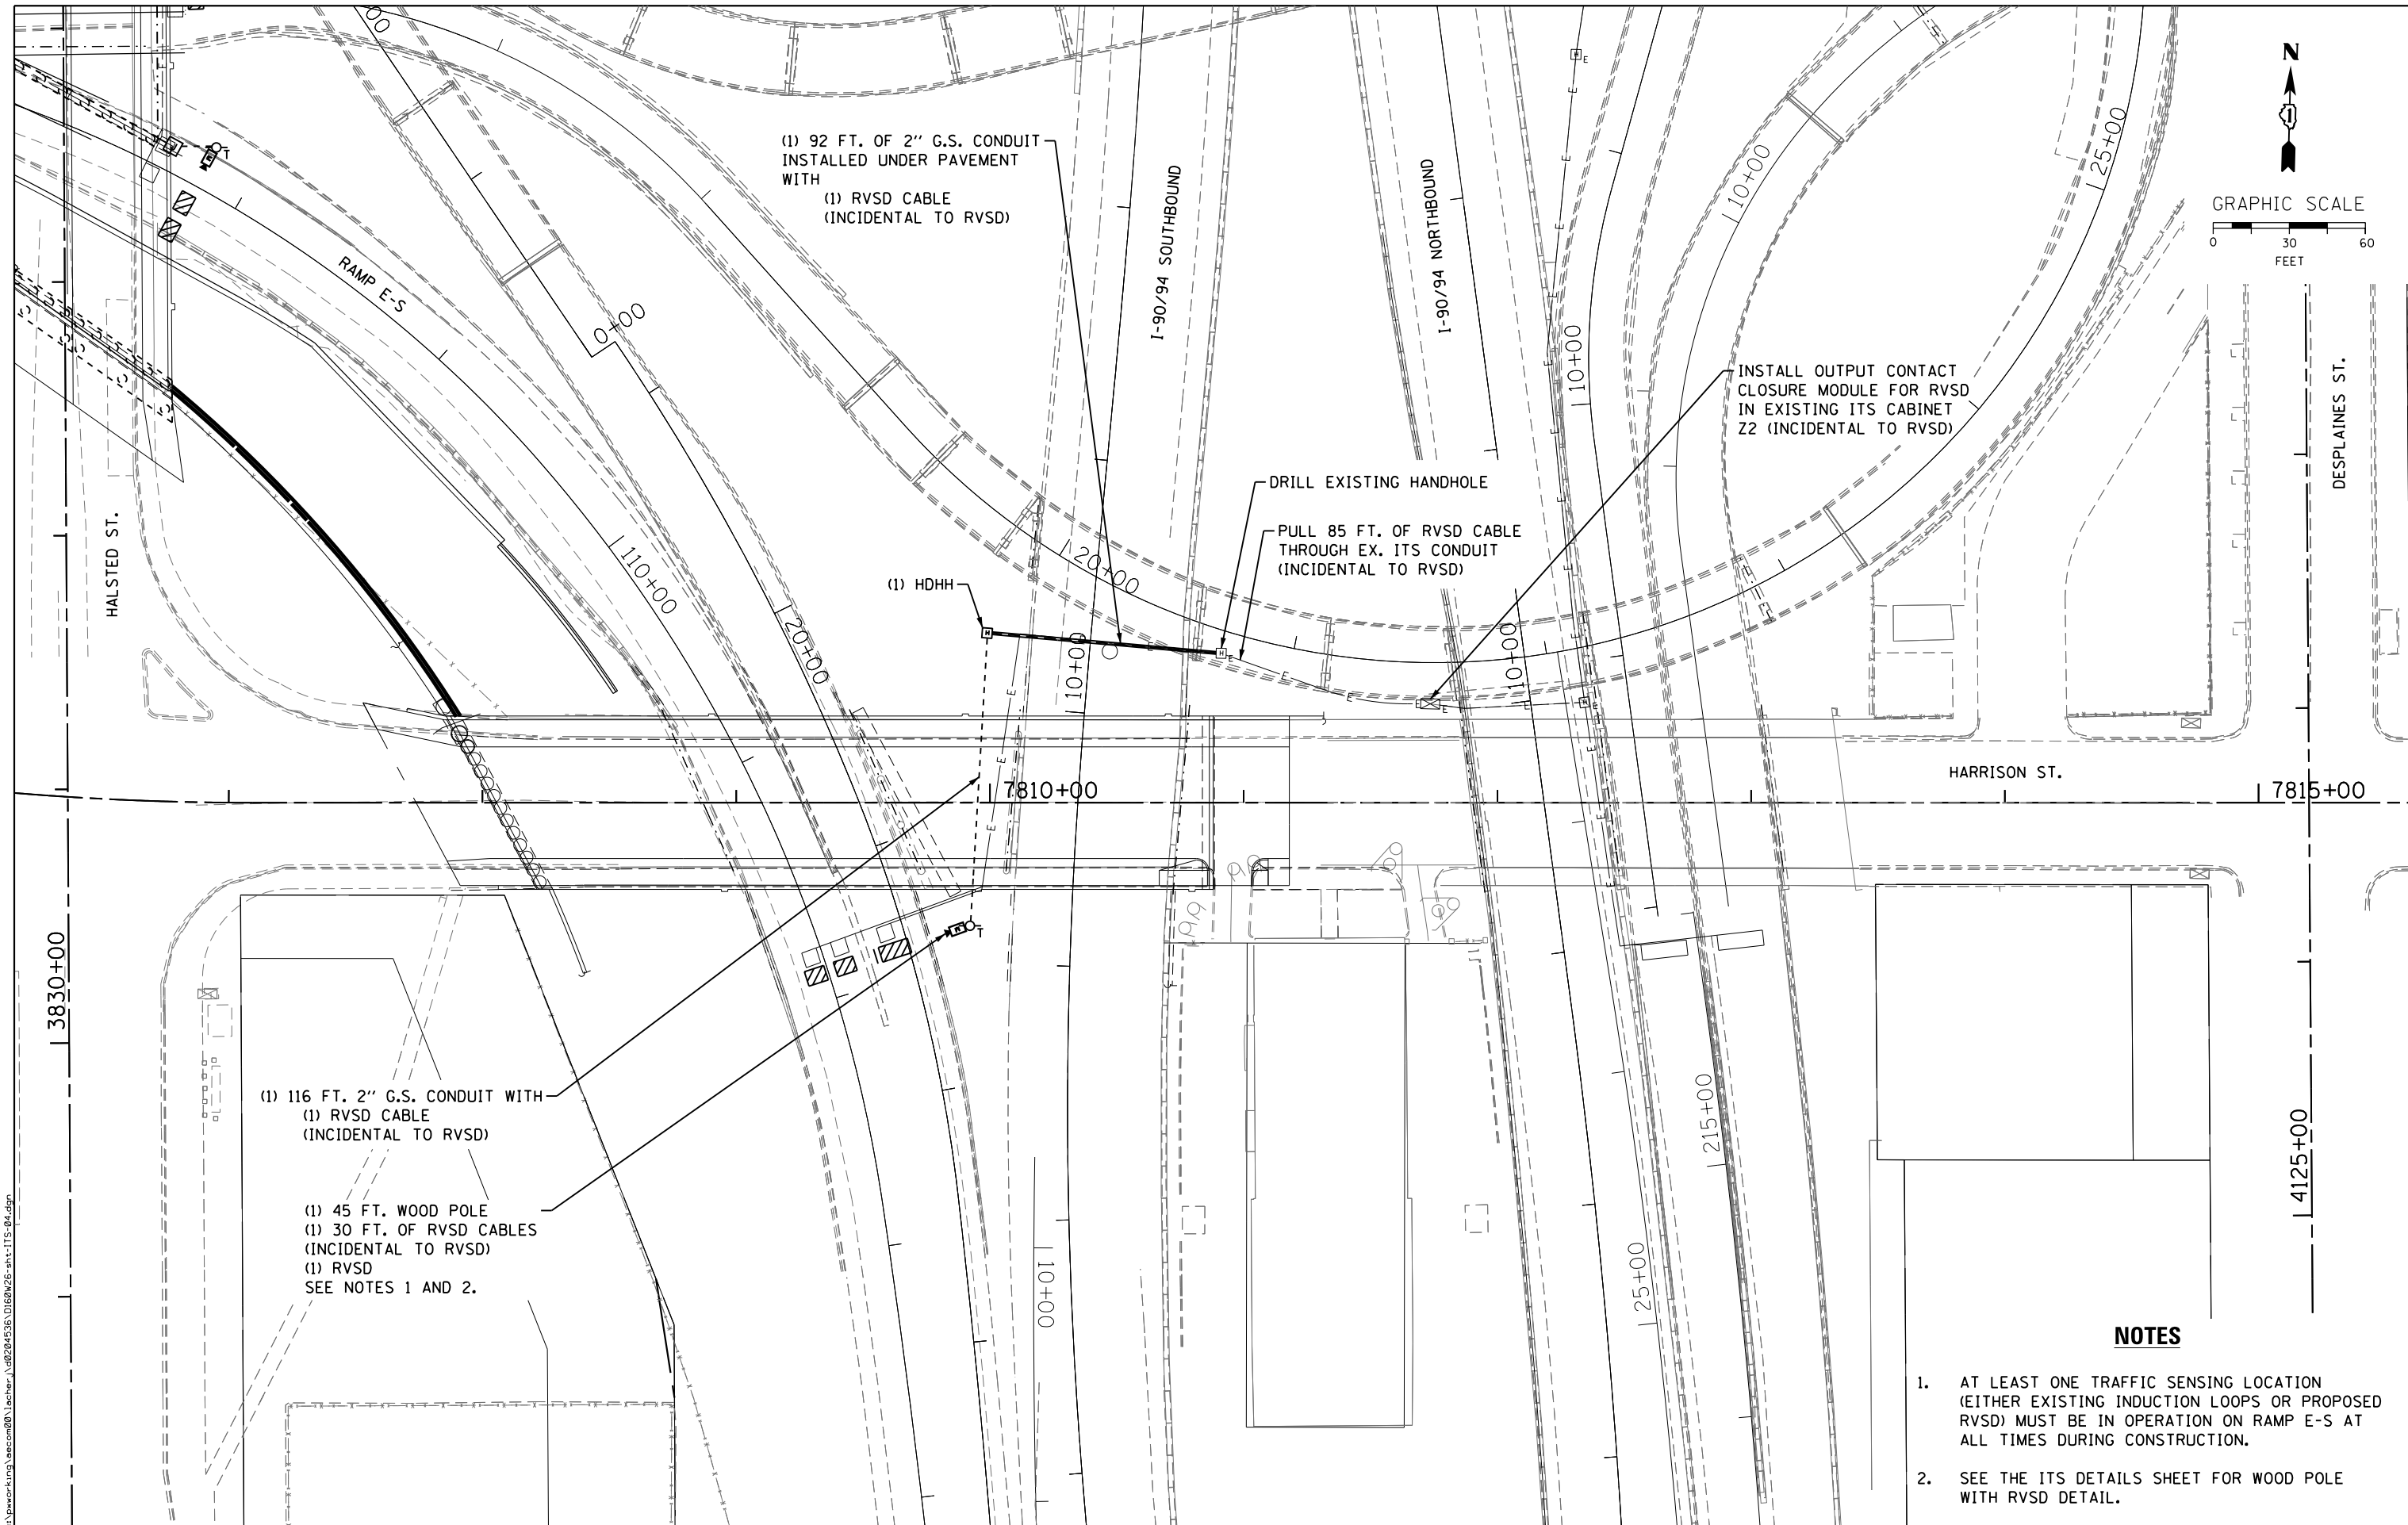 N
1
GRAPHIC SCALE
0 30 60
FEET
(1) 92 FT. OF 2'' G.S. CONDUIT
INSTALLED UNDER PAVEMENT
WITH
(1) RVSD CABLE
(INCIDENTAL TO RVSD)
I-90/94 SOUTHBOUND
I-90/94 NORTHBOUND
10+00
25+00
RAMP E-S
0+00
10+00
INSTALL OUTPUT CONTACT
CLOSURE MODULE FOR RVSD
IN EXISTING ITS CABINET
Z2 (INCIDENTAL TO RVSD)
DESPLAINES ST.
HALSTED ST.
DRILL EXISTING HANDHOLE
PULL 85 FT. OF RVSD CABLE
THROUGH EX. ITS CONDUIT
(INCIDENTAL TO RVSD)
110+00
20+00
(1) HDHH
20+00
10+00
10+00
HARRISON ST.
7810+00
7815+00
3830+00
(1) 116 FT. 2'' G.S. CONDUIT WITH
(1) RVSD CABLE
(INCIDENTAL TO RVSD)
215+00
4125+00
(1) 45 FT. WOOD POLE
(1) 30 FT. OF RVSD CABLES
(INCIDENTAL TO RVSD)
(1) RVSD
SEE NOTES 1 AND 2.
10+00
25+00
NOTES
1. AT LEAST ONE TRAFFIC SENSING LOCATION
(EITHER EXISTING INDUCTION LOOPS OR PROPOSED
RVSD) MUST BE IN OPERATION ON RAMP E-S AT
ALL TIMES DURING CONSTRUCTION.
2. SEE THE ITS DETAILS SHEET FOR WOOD POLE
WITH RVSD DETAIL.